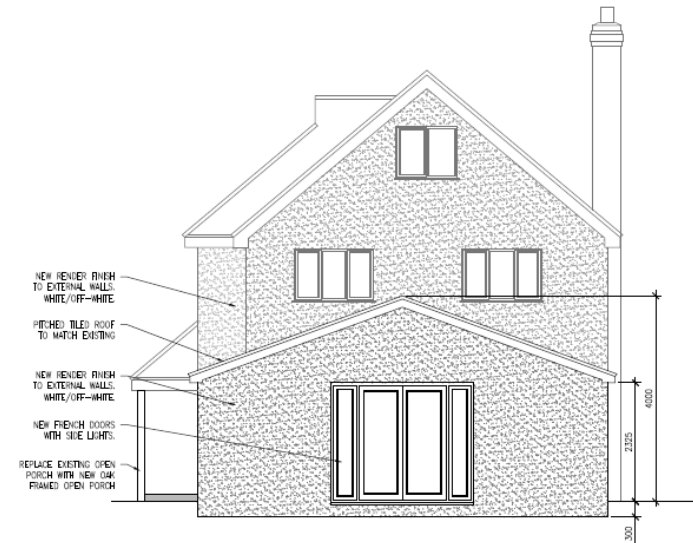 NEW RENDER FINISH
TO EXTERNAL WALLS.
WHITE/OFF-WHITE.
PITCHED TILED ROOF
TO MATCH EXISTING
NEW RENDER FINISH
TO EXTERNAL WALLS.
WHITE/OFF-WHITE.
NEW FRENCH DOORS
WITH SIDE LIGHTS.
REPLACE EXISTING OPEN
PORCH WITH NEW OAK
FRAMED OPEN PORCH
4000
2325
300